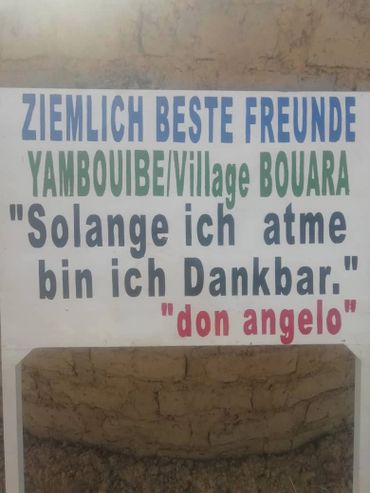 ZIEMLICH BESTE FREUNDE
YAMBOUIBE/Village BOUARA
"Solange ich atme
bin ich Dankbar."
"don angelo"